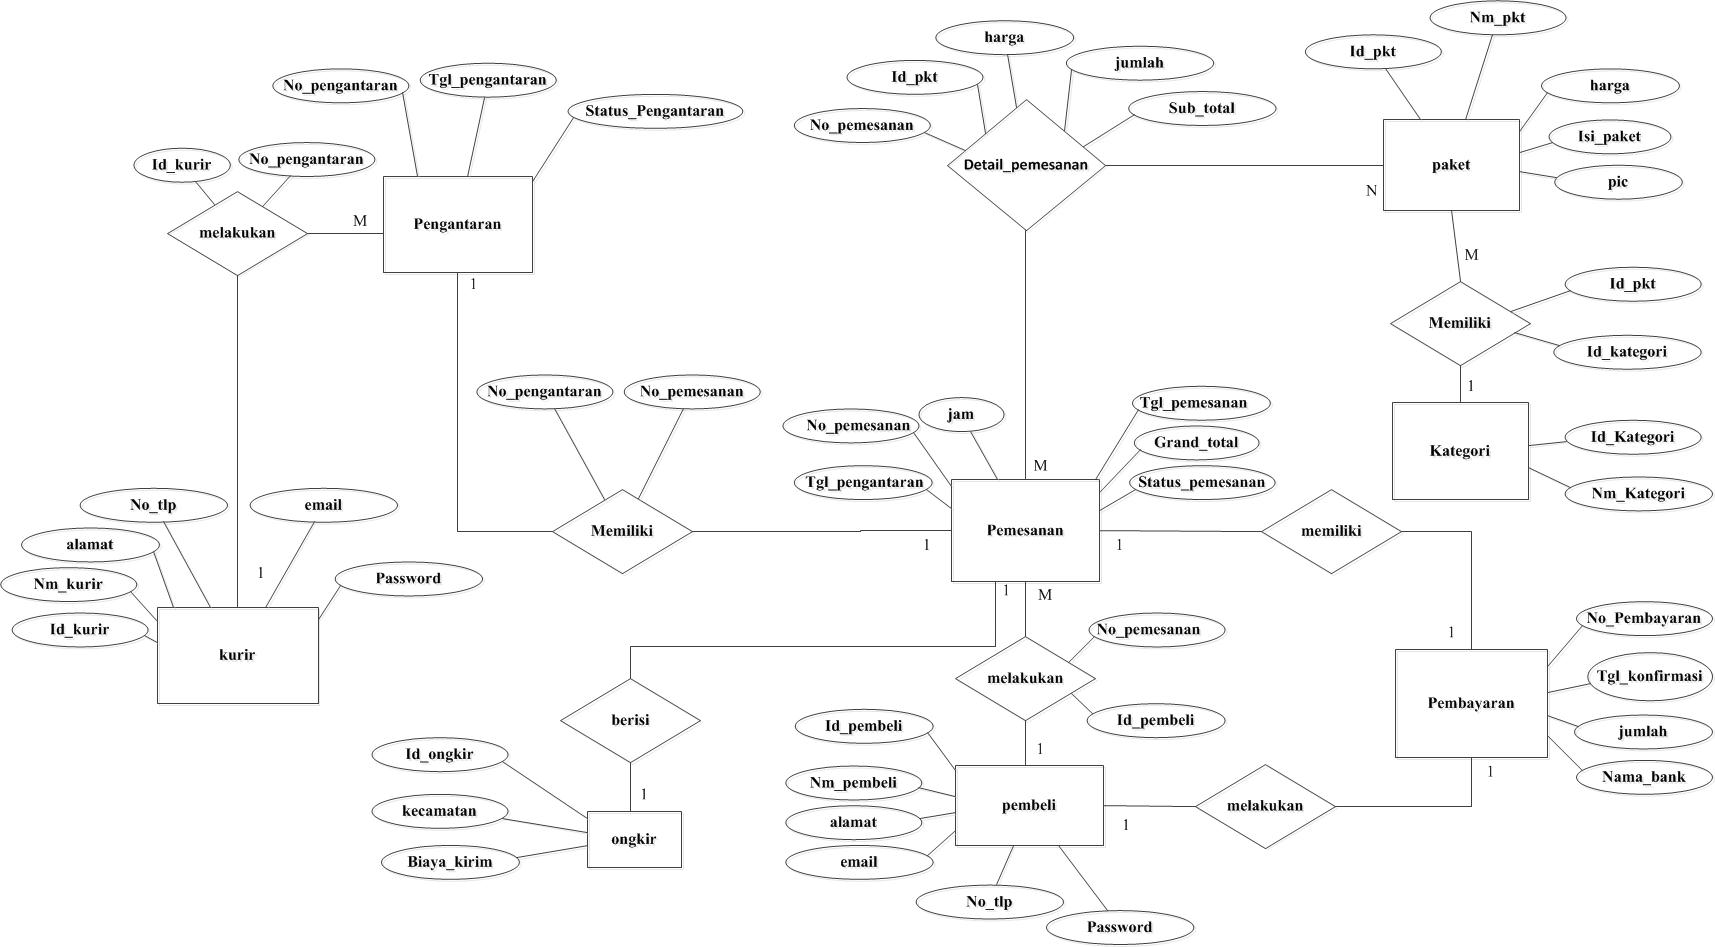 Nm_pkt
harga
Id_pkt
jumlah
Id_pkt
No_pengantaran
Tgl_pengantaran
harga
Status_Pengantaran
Sub_total
No_pemesanan
Isi_paket
Id_kurir
No_pengantaran
Detail_pemesanan
paket
pic
N
melakukan
M
Pengantaran
M
1
Id_pkt
Memiliki
Id_kategori
1
No_pengantaran
No_pemesanan
Tgl_pemesanan
jam
No_pemesanan
Grand_total
Id_Kategori
Kategori
M
Tgl_pengantaran
Status_pemesanan
Nm_Kategori
No_tlp
email
Memiliki
Pemesanan
memiliki
alamat
1
1
1
Password
Nm_kurir
1
M
Id_kurir
No_pemesanan
1
No_Pembayaran
kurir
melakukan
Tgl_konfirmasi
Pembayaran
berisi
Id_pembeli
Id_pembeli
jumlah
Id_ongkir
1
1
Nama_bank
Nm_pembeli
1
kecamatan
pembeli
melakukan
alamat
1
ongkir
Biaya_kirim
email
No_tlp
Password